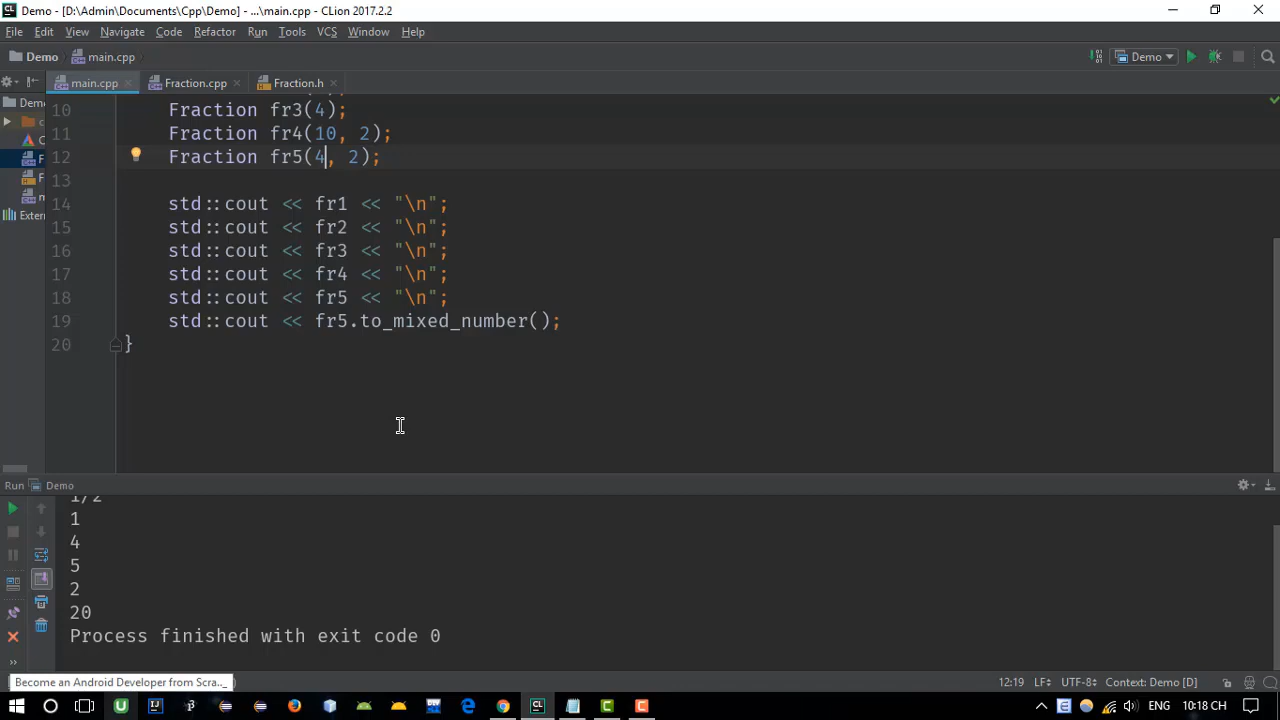 Demo - [D:\Admin\Documents\Cpp\Demo] - ...\main.cpp - CLion 2017.2.2
File Edit View Navigate Code Refactor Run Tools VCS Window Help
Demo main.cpp Demo
main.cpp Fraction.cpp Fraction.h
Demo
10 Fraction fr3(4);
11 Fraction fr4(10, 2);
12 Fraction fr5(4, 2);
13
14 std::cout << fr1 << "\n";
15 std::cout << fr2 << "\n";
16 std::cout << fr3 << "\n";
17 std::cout << fr4 << "\n";
18 std::cout << fr5 << "\n";
19 std::cout << fr5.to_mixed_number();
20 }
Exter
Run Demo
1/2
1
4
5
2
20
Process finished with exit code 0
Become an Android Developer from Scra..._
12:19 LF UTF-8 Context: Demo [D]
ENG 10:18 CH